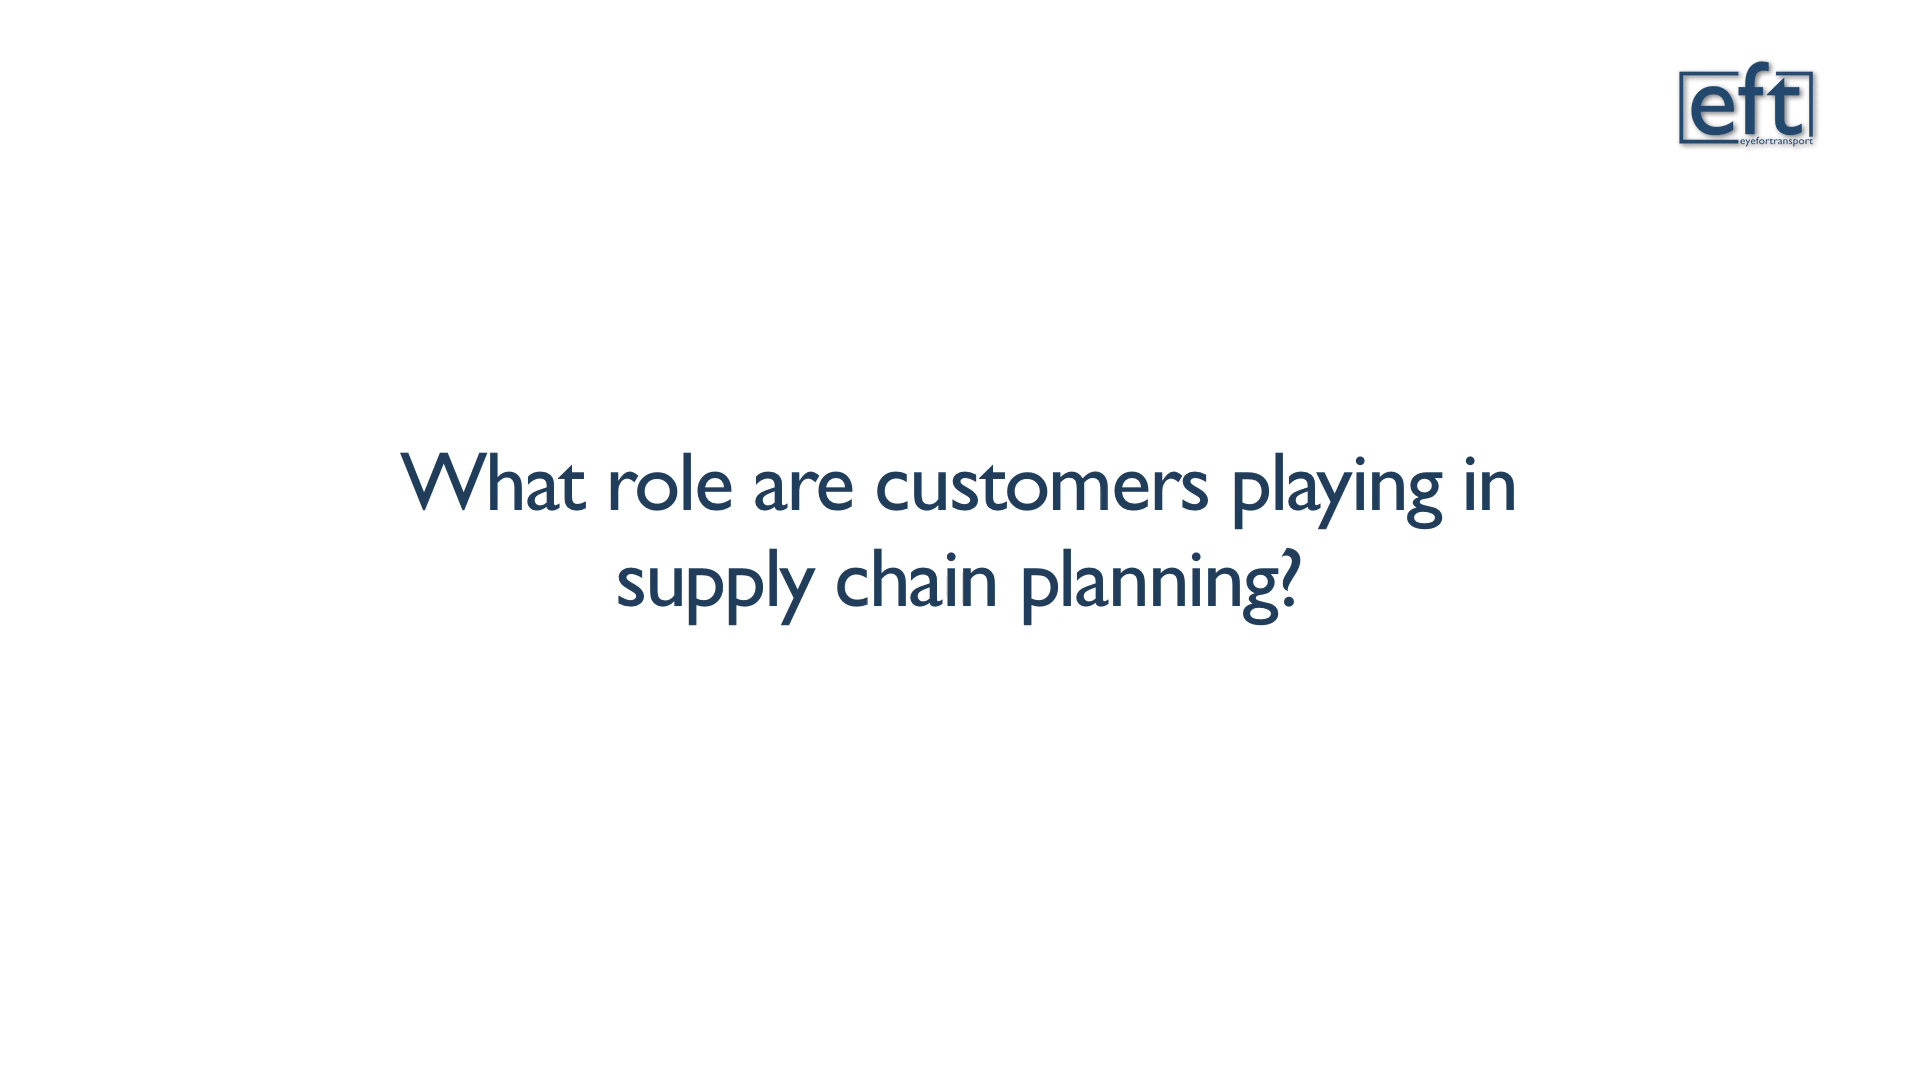 eft
eyefortransport
What role are customers playing in
supply chain planning?